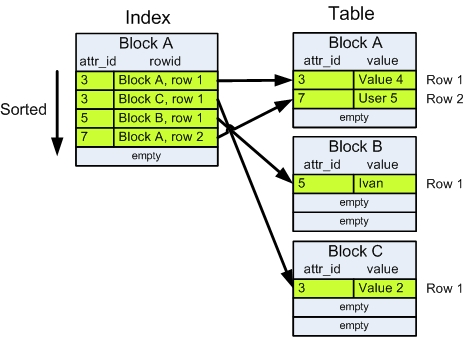 Index
Block A
attr_id rowid
3 Block A, row 1
3 Block C, row 1
5 Block B, row 1
7 Block A, row 2
empty
Sorted
Table
Block A
attr_id value
3 Value 4 Row 1
7 User 5 Row 2
empty
Block B
attr_id value
5 Ivan Row 1
empty
empty
Block C
attr_id value
3 Value 2 Row 1
empty
empty